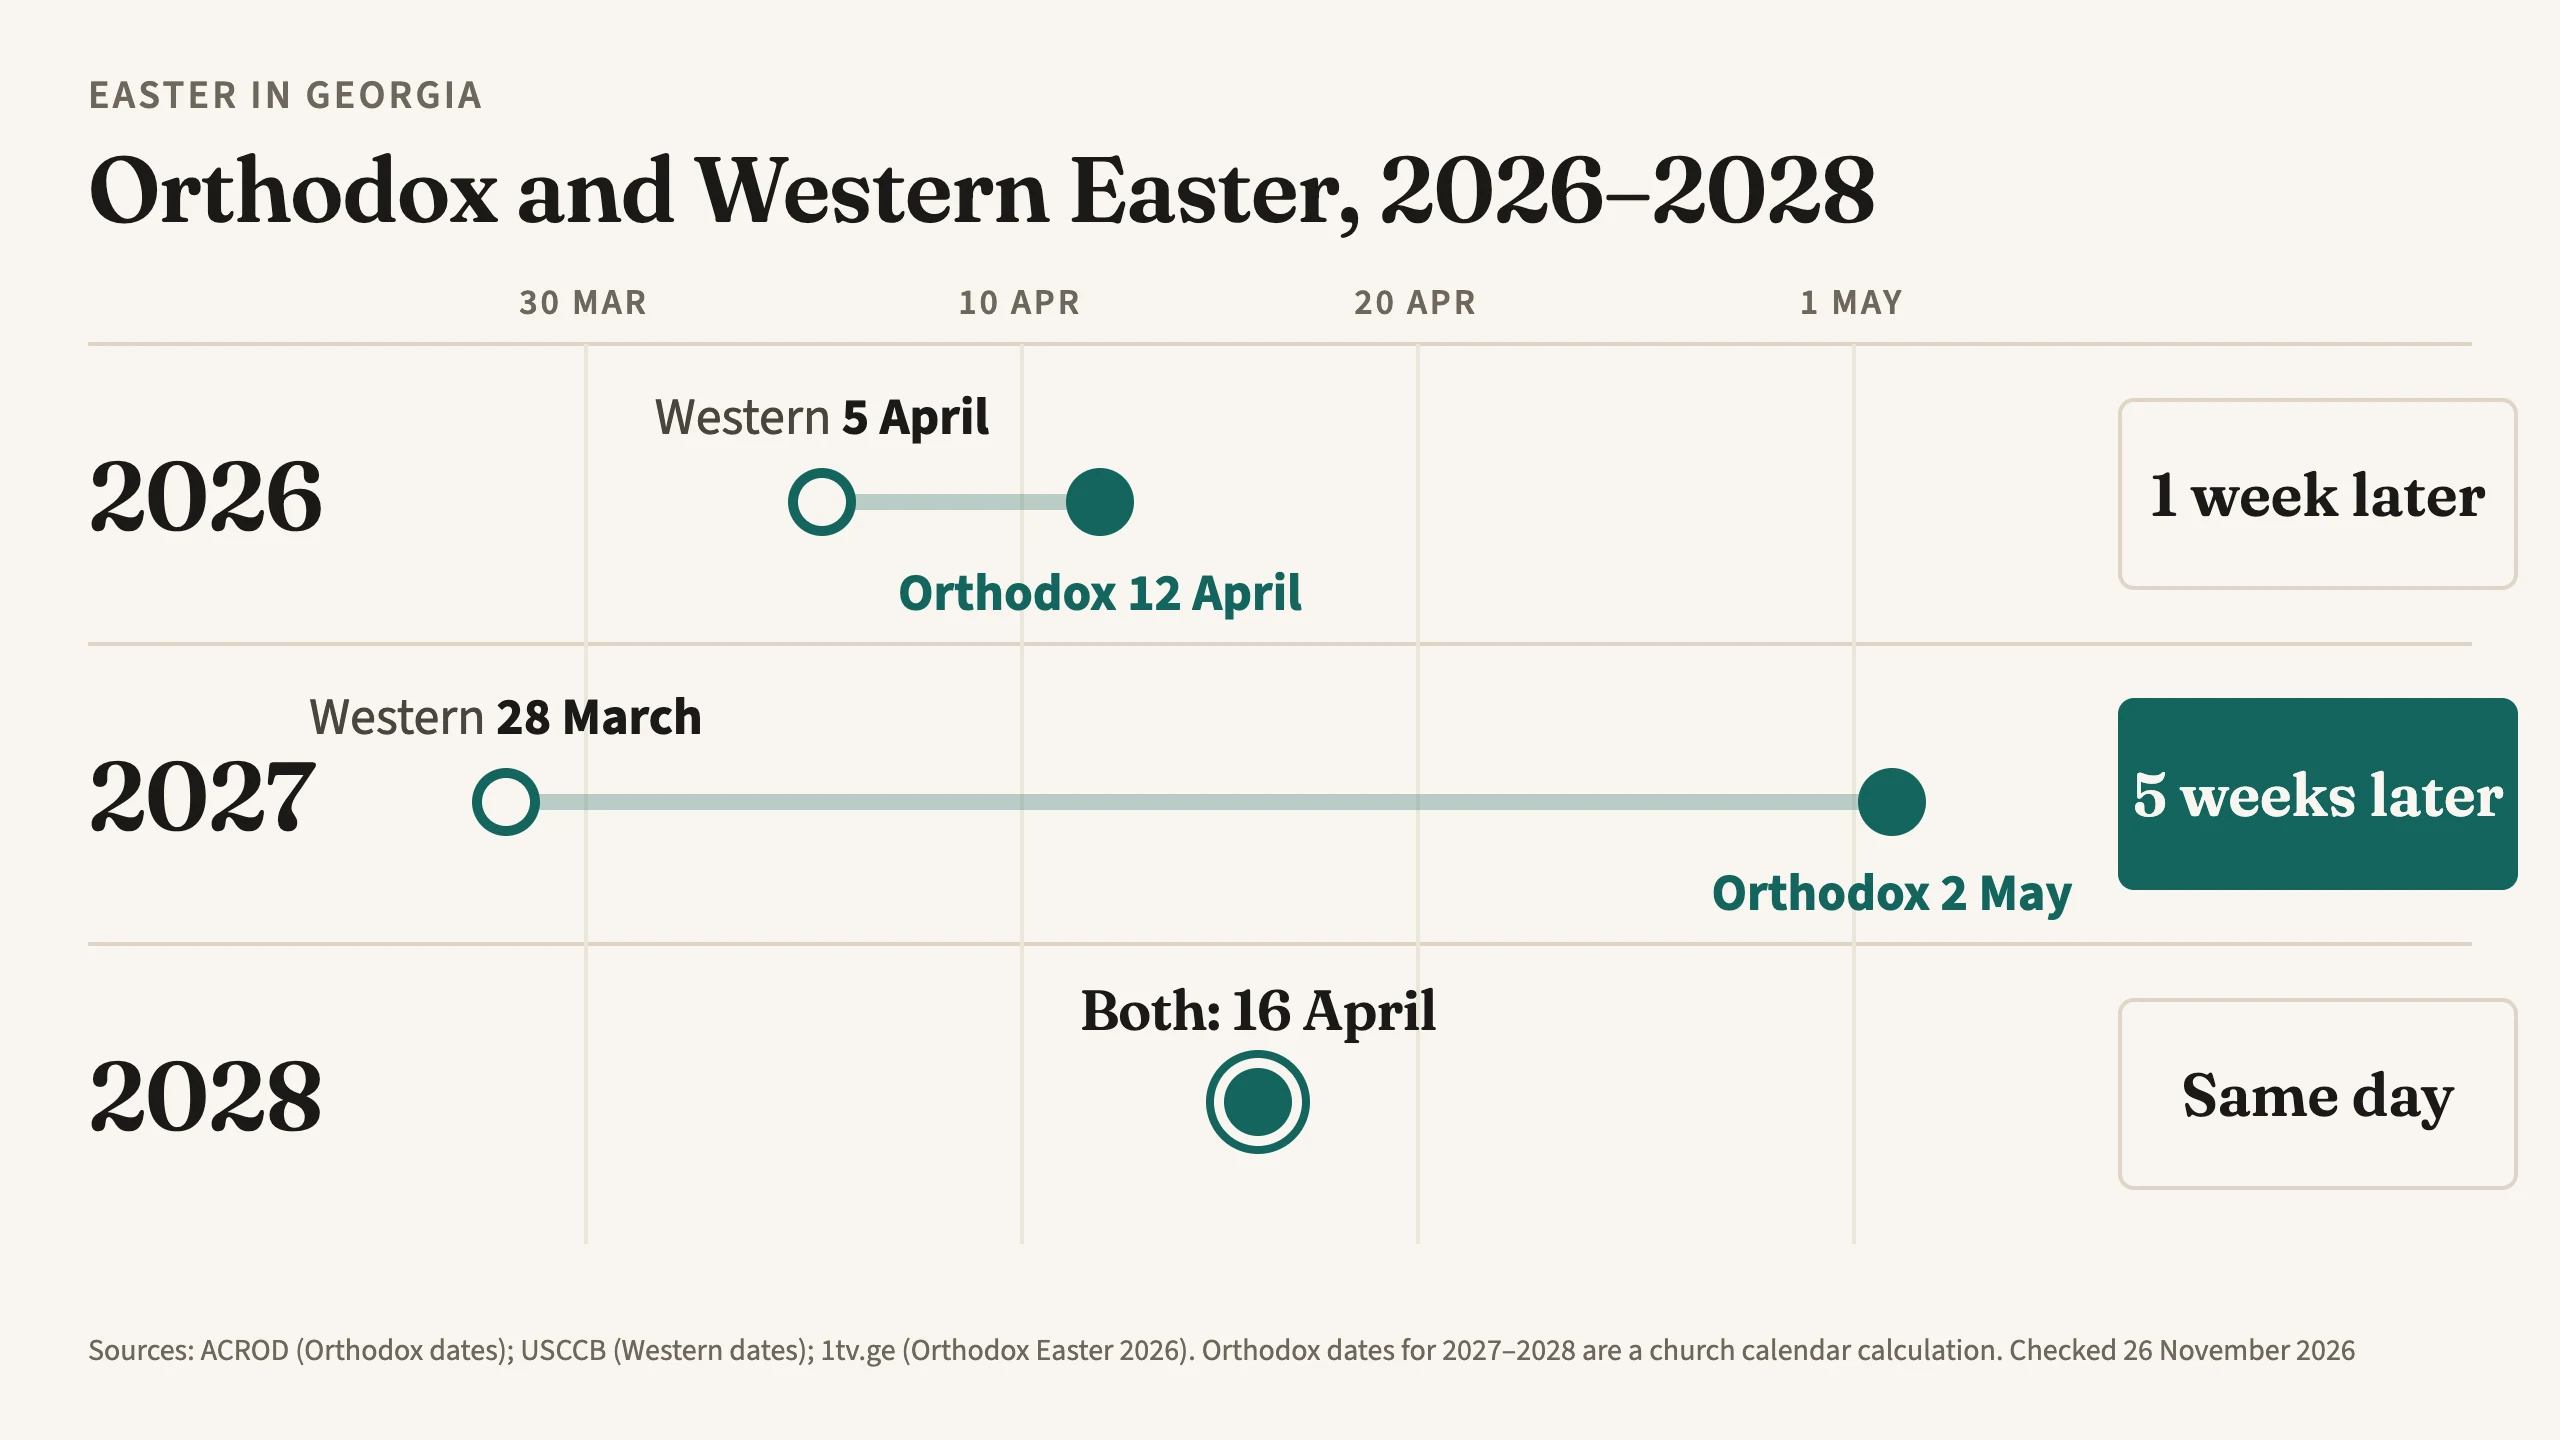 EASTER IN GEORGIA
Orthodox and Western Easter, 2026–2028
30 MAR 10 APR 20 APR 1 MAY
Western 5 April
2026 1 week later
Orthodox 12 April
Western 28 March
2027 5 weeks later
Orthodox 2 May
Both: 16 April
2028 Same day
Sources: ACROD (Orthodox dates); USCCB (Western dates); 1tv.ge (Orthodox Easter 2026). Orthodox dates for 2027–2028 are a church calendar calculation. Checked 26 November 2026